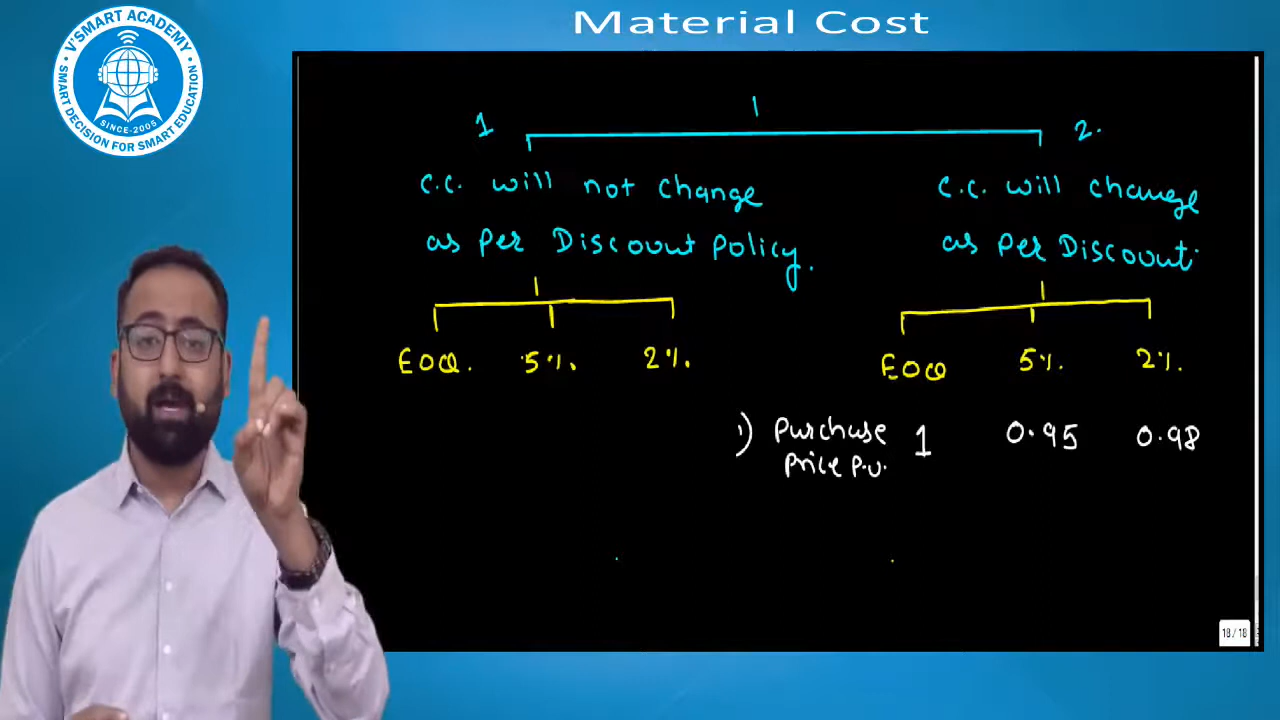 Material Cost
V'SMART ACADEMY
SMART DECISION FOR SMART EDUCATION
SINCE-2005
1
2.
C.C. will not change
as per Discount policy.
C.C. will change
as per Discount
EOQ. 5%. 2%.
EOQ 5%. 2%.
1) Purchase 1 0.95 0.98
price p.u.
18/18